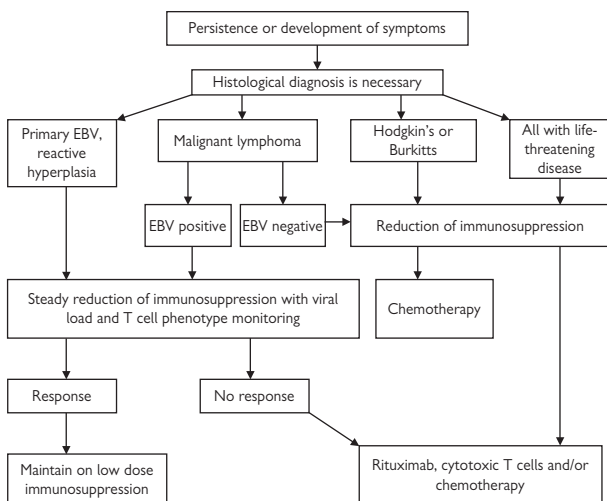 Persistence or development of symptoms
Histological diagnosis is necessary
Primary EBV,
reactive
hyperplasia
Malignant lymphoma
Hodgkin's or
Burkitts
All with life-
threatening
disease
EBV positive
EBV negative
Reduction of immunosuppression
Steady reduction of immunosuppression with viral
load and T cell phenotype monitoring
Chemotherapy
Response
No response
Maintain on low dose
immunosuppression
Rituximab, cytotoxic T cells and/or
chemotherapy